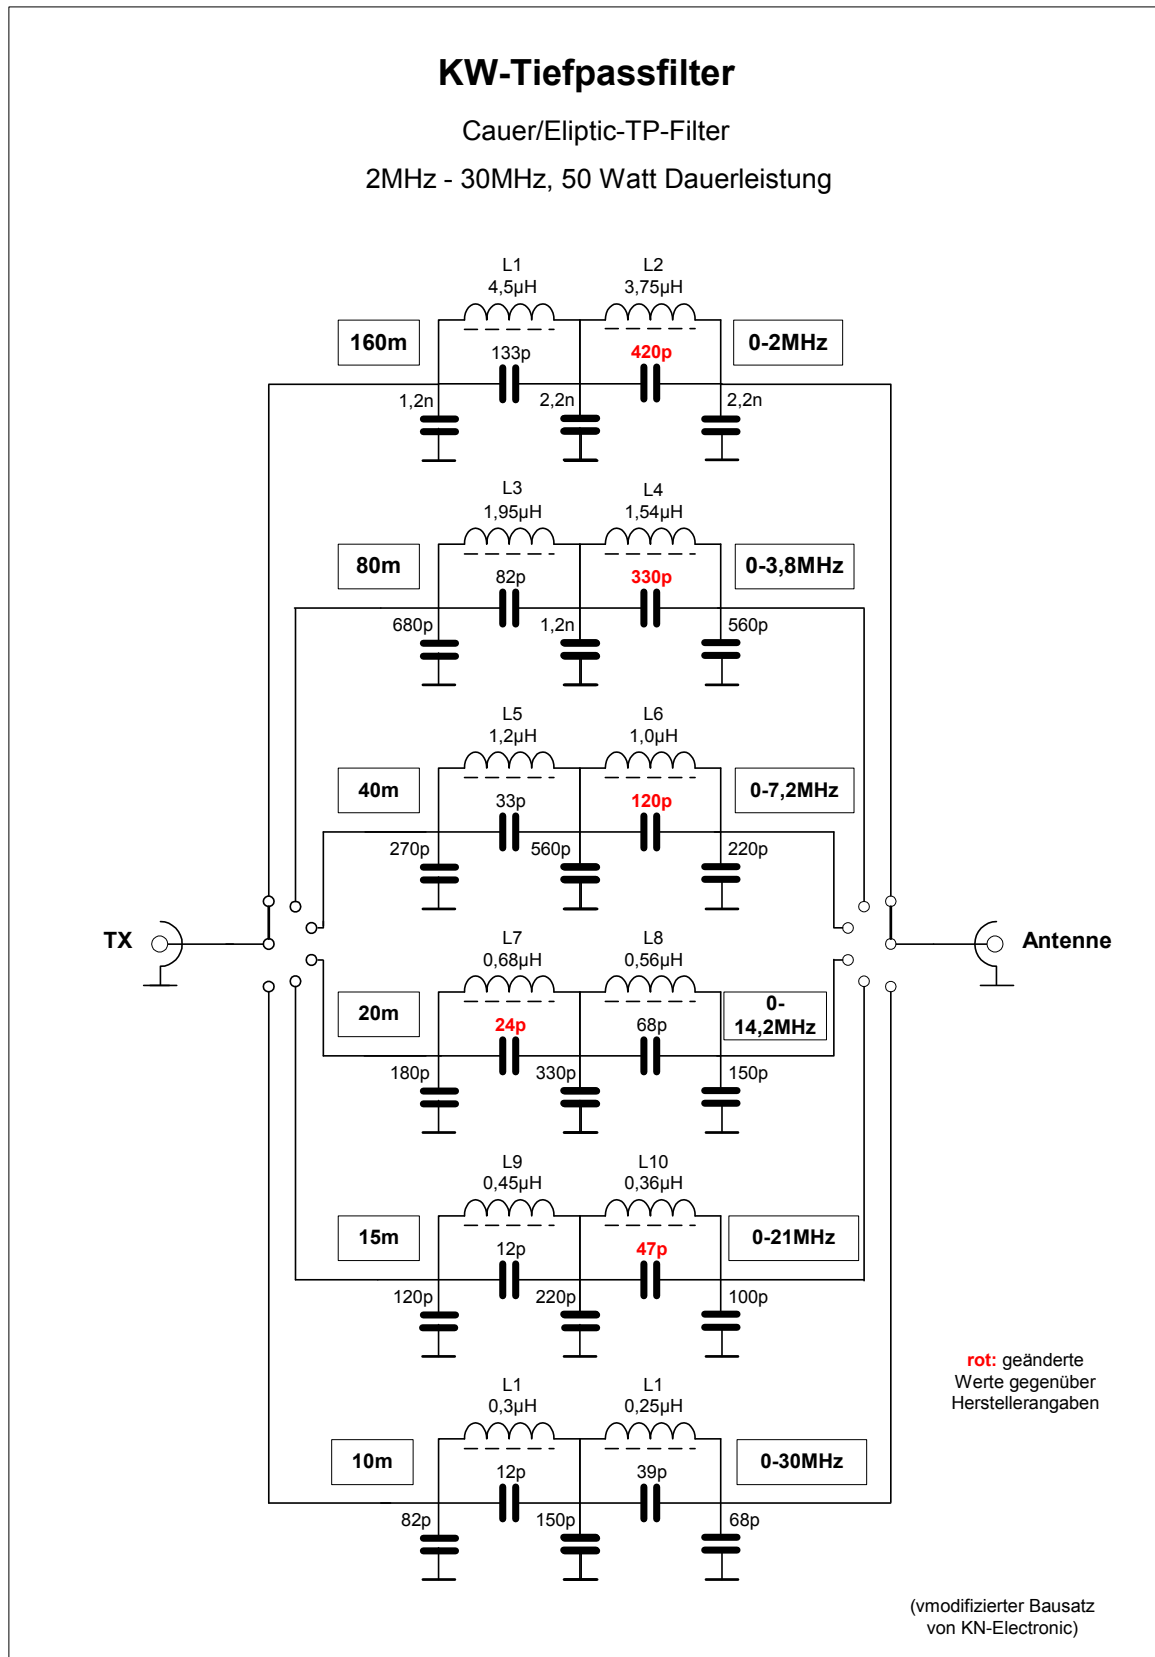 KW-Tiefpassfilter
Cauer/Eliptic-TP-Filter
2MHz - 30MHz, 50 Watt Dauerleistung
L1
4,5µH
L2
3,75µH
160m
133p
420p
0-2MHz
1,2n
2,2n
2,2n
L3
1,95µH
L4
1,54µH
80m
82p
330p
0-3,8MHz
680p
1,2n
560p
L5
1,2µH
L6
1,0µH
40m
33p
120p
0-7,2MHz
270p
560p
220p
TX
Antenne
L7
0,68µH
L8
0,56µH
20m
24p
68p
0-
14,2MHz
180p
330p
150p
L9
0,45µH
L10
0,36µH
15m
12p
47p
0-21MHz
120p
220p
100p
rot: geänderte
Werte gegenüber
Herstellerangaben
L1
0,3µH
L1
0,25µH
10m
12p
39p
0-30MHz
82p
150p
68p
(vmodifizierter Bausatz
von KN-Electronic)